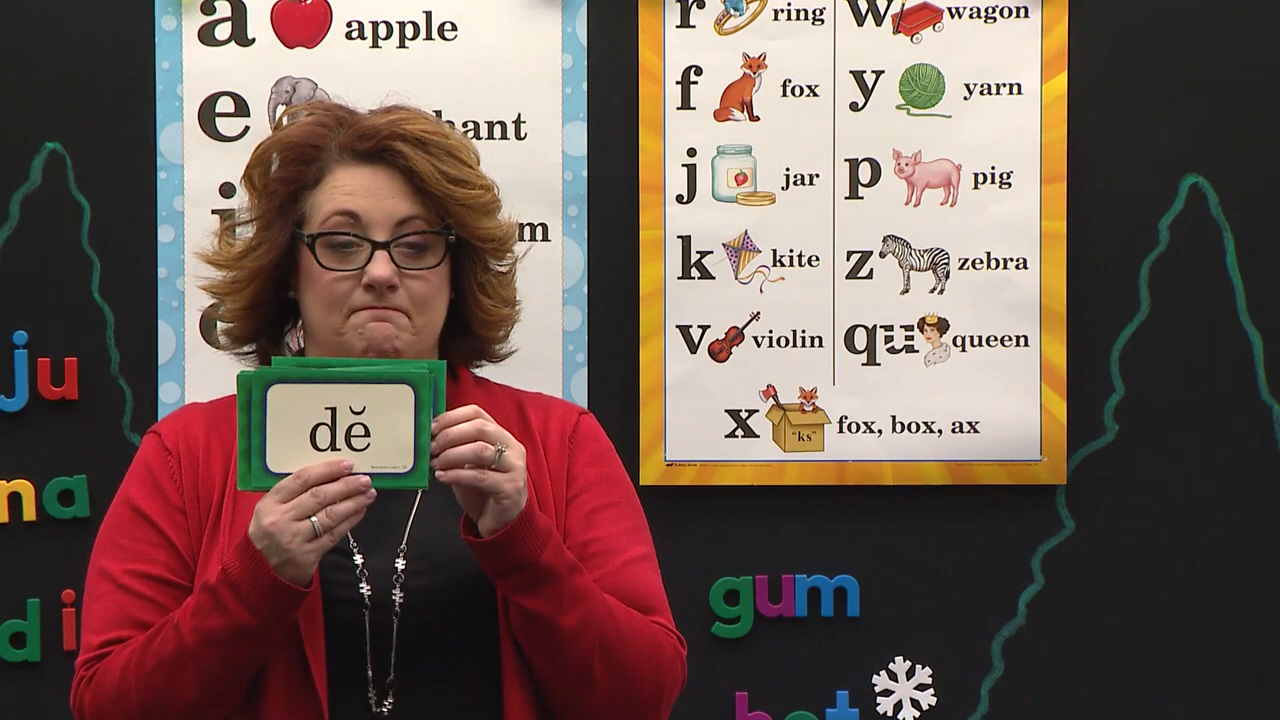 a apple
e hant
i m
r ring
f fox
j jar
k kite
v violin
w wagon
y yarn
p pig
z zebra
qu queen
x "ks" fox, box, ax
dĕ
ju
na
di
gum